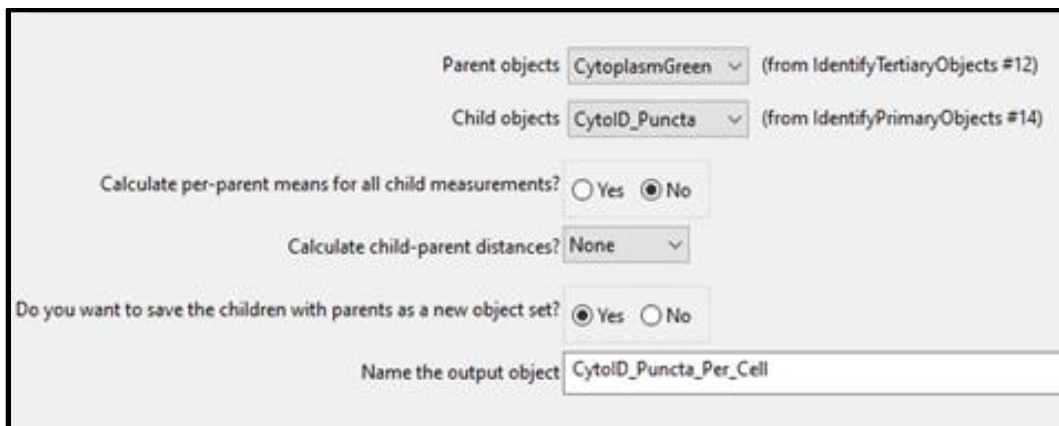 Parent objects CytoplasmGreen (from IdentifyTertiaryObjects #12)
Child objects CytoID_Puncta (from IdentifyPrimaryObjects #14)
Calculate per-parent means for all child measurements? Yes No
Calculate child-parent distances? None
Do you want to save the children with parents as a new object set? Yes No
Name the output object CytoID_Puncta_Per_Cell